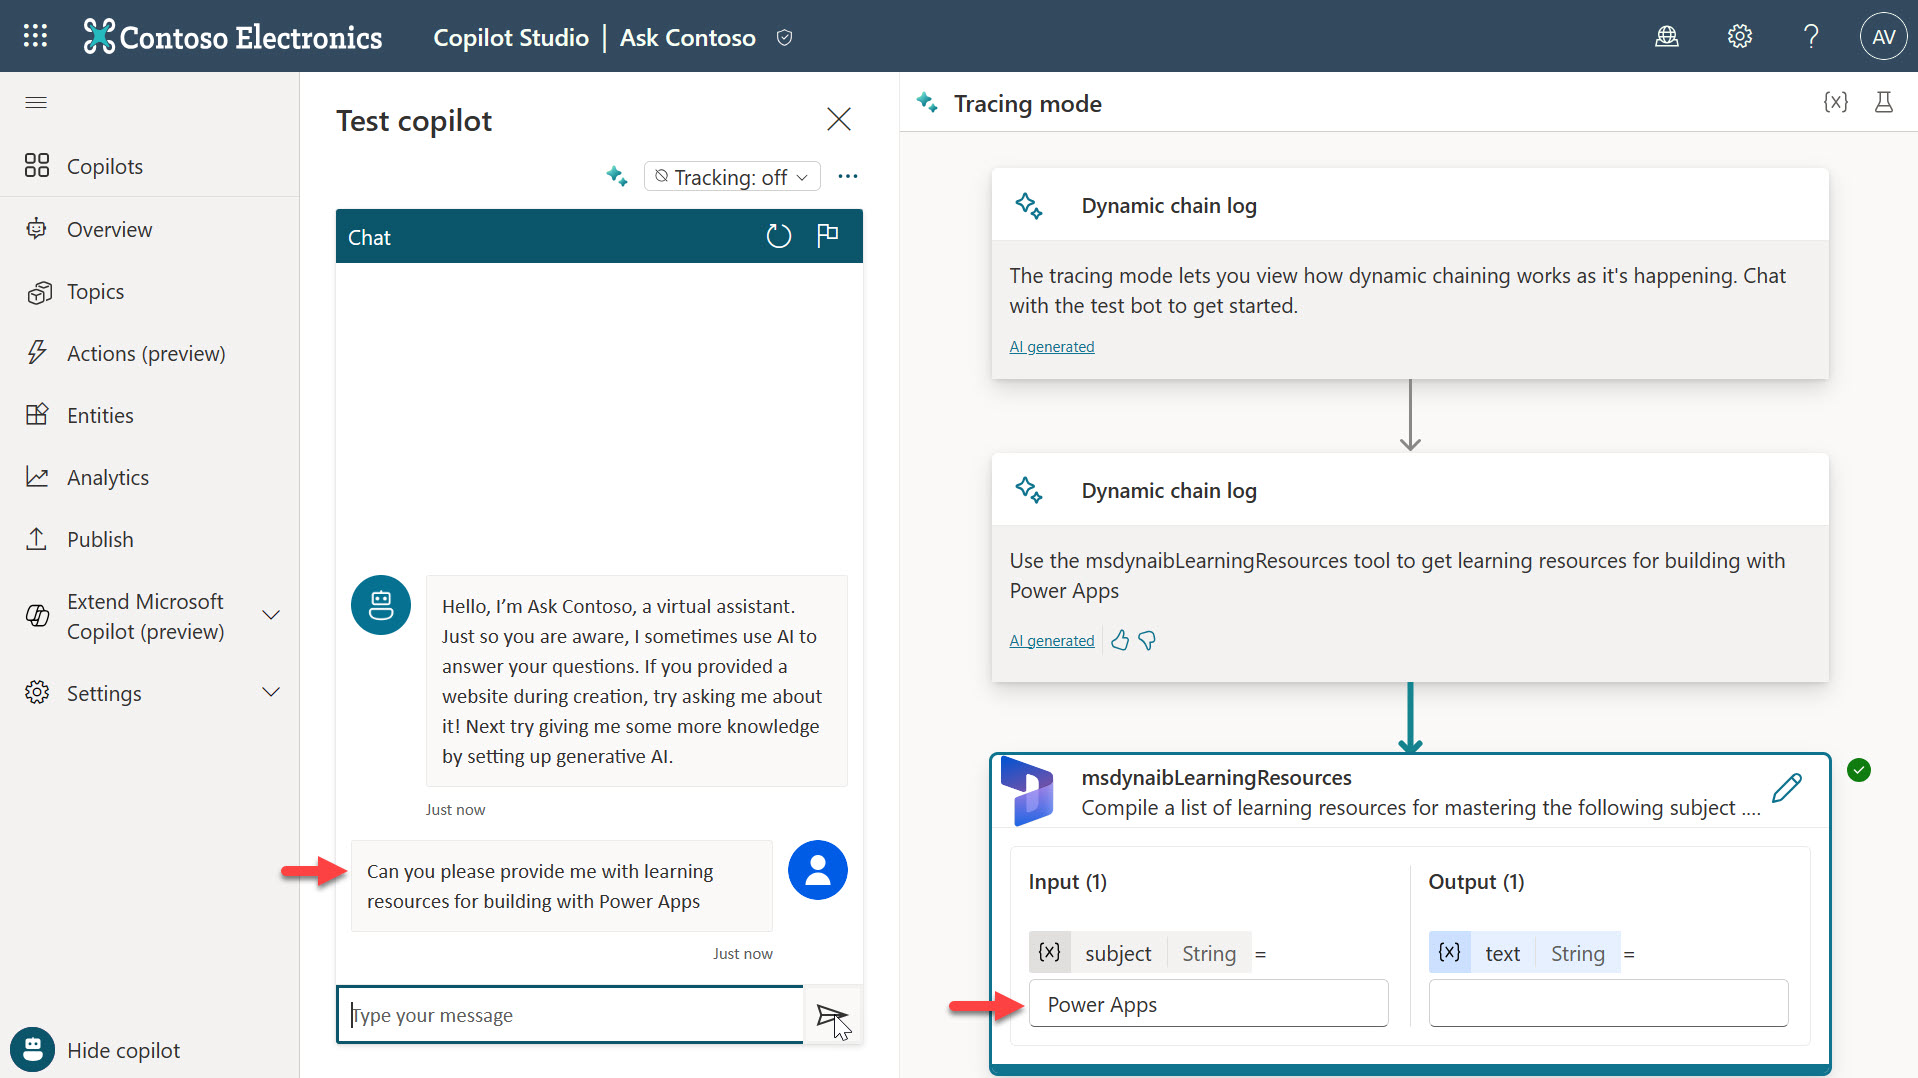 Contoso Electronics
Copilot Studio | Ask Contoso
AV
Copilots
Overview
Topics
Actions (preview)
Entities
Analytics
Publish
Extend Microsoft
Copilot (preview)
Settings
Hide copilot
Test copilot
Tracking: off
Chat
Hello, I’m Ask Contoso, a virtual assistant.
Just so you are aware, I sometimes use AI to
answer your questions. If you provided a
website during creation, try asking me about
it! Next try giving me some more knowledge
by setting up generative AI.
Just now
Can you please provide me with learning
resources for building with Power Apps
Just now
Type your message
Tracing mode
{x}
Dynamic chain log
The tracing mode lets you view how dynamic chaining works as it's happening. Chat
with the test bot to get started.
AI generated
Dynamic chain log
Use the msdynaibLearningResources tool to get learning resources for building with
Power Apps
AI generated
msdynaibLearningResources
Compile a list of learning resources for mastering the following subject ....
Input (1)
{x} subject String =
Power Apps
Output (1)
{x} text String =